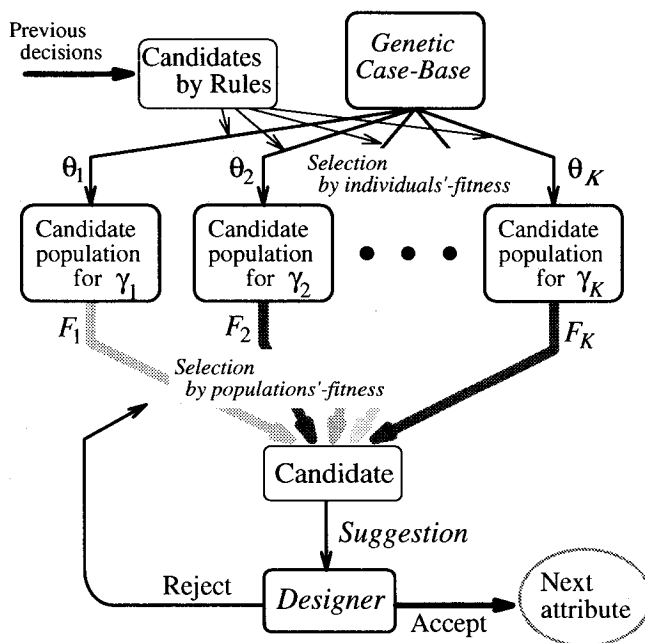 Previous
decisions
Candidates
by Rules
Genetic
Case-Base
θ1
θ2
Selection
by individuals'-fitness
θK
Candidate
population
for γ1
Candidate
population
for γ2
• • •
Candidate
population
for γK
F1
F2
FK
Selection
by populations'-fitness
Candidate
Suggestion
Reject
Designer
Accept
Next
attribute